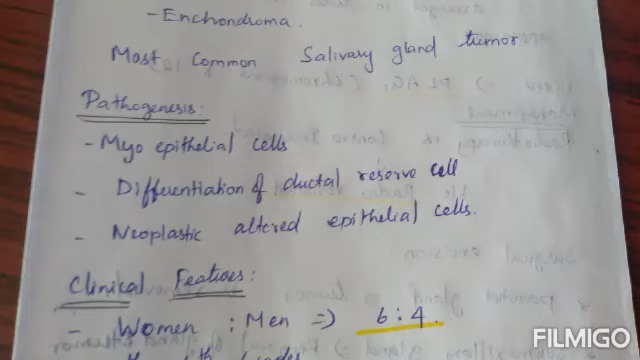 - Enchondroma.
Most Common Salivary gland tumor
Pathogenesis:
- Myo epithelial cells
- Differentiation of ductal reserve cell
- Neoplastic altered epithelial cells.
Clinical Features:
- Women : Men => 6 : 4.
FILMIGO